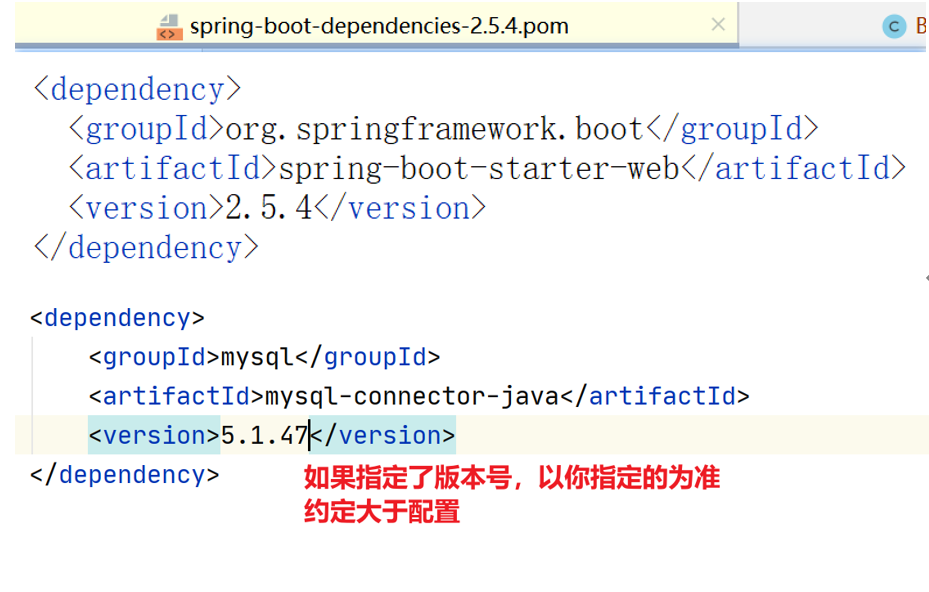 spring-boot-dependencies-2.5.4.pom
<dependency>
<groupId>org.springframework.boot</groupId>
<artifactId>spring-boot-starter-web</artifactId>
<version>2.5.4</version>
</dependency>
<dependency>
<groupId>mysql</groupId>
<artifactId>mysql-connector-java</artifactId>
<version>5.1.47</version>
</dependency>
如果指定了版本号，以你指定的为准
约定大于配置